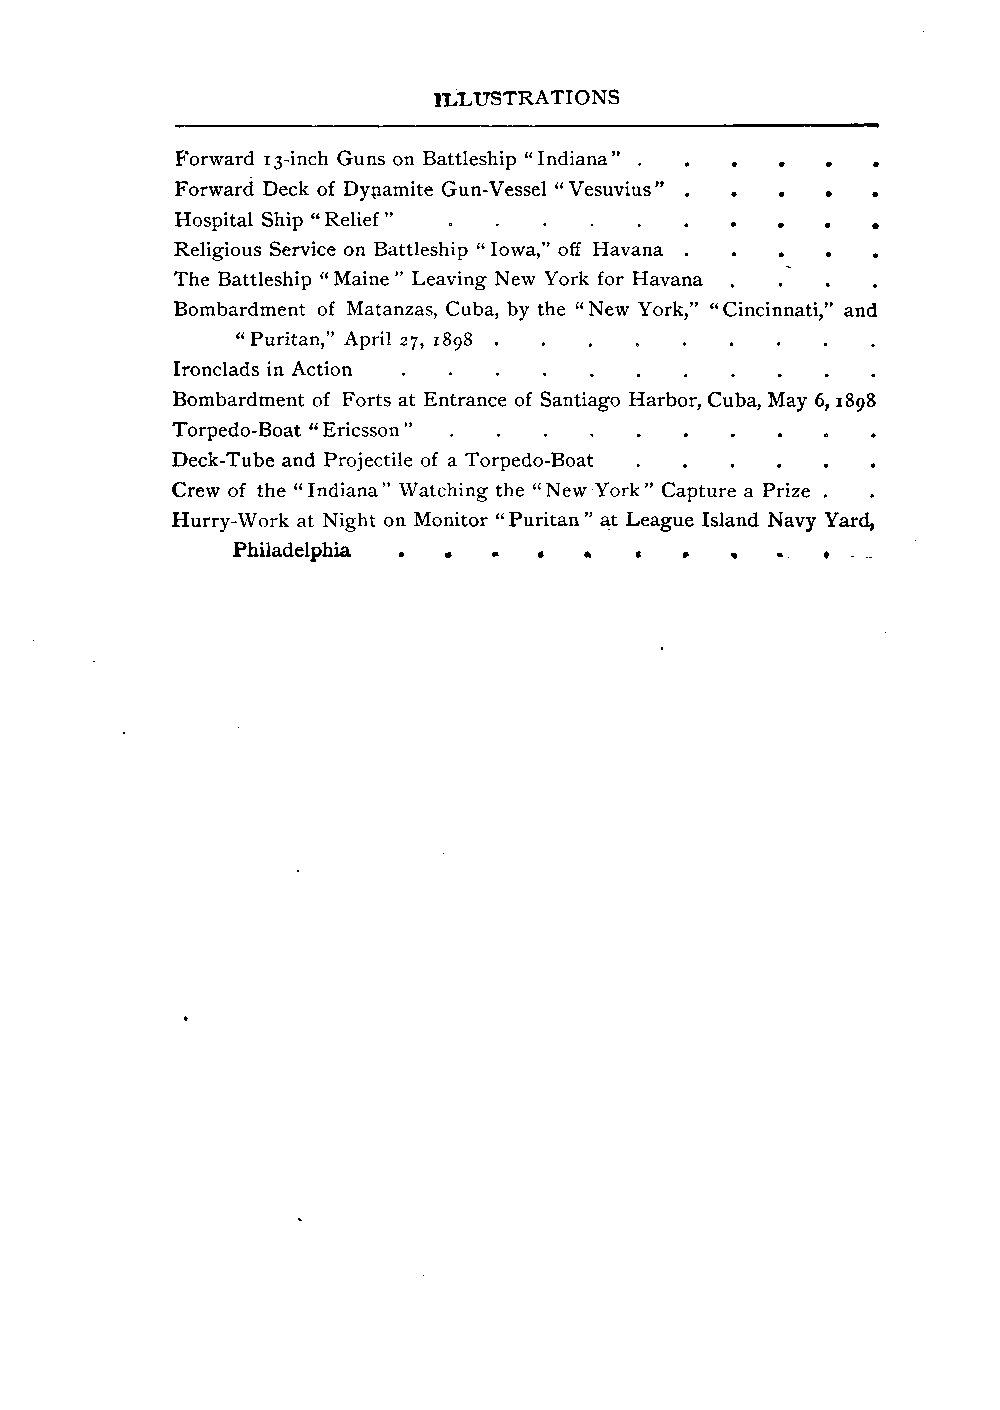 ILLUSTRATIONS
Forward 13-inch Guns on Battleship “Indiana” . . . . . .
Forward Deck of Dynamite Gun-Vessel “Vesuvius” . . . . .
Hospital Ship “Relief” . . . . . . . . . .
Religious Service on Battleship “Iowa,” off Havana . . . . .
The Battleship “Maine” Leaving New York for Havana . . . .
Bombardment of Matanzas, Cuba, by the “New York,” “Cincinnati,” and
“Puritan,” April 27, 1898 . . . . . . . . .
Ironclads in Action . . . . . . . . . . .
Bombardment of Forts at Entrance of Santiago Harbor, Cuba, May 6, 1898
Torpedo-Boat “Ericsson” . . . . . . . . . .
Deck-Tube and Projectile of a Torpedo-Boat . . . . . .
Crew of the “Indiana” Watching the “New York” Capture a Prize . .
Hurry-Work at Night on Monitor “Puritan” at League Island Navy Yard,
Philadelphia . . . . . . . . . . .